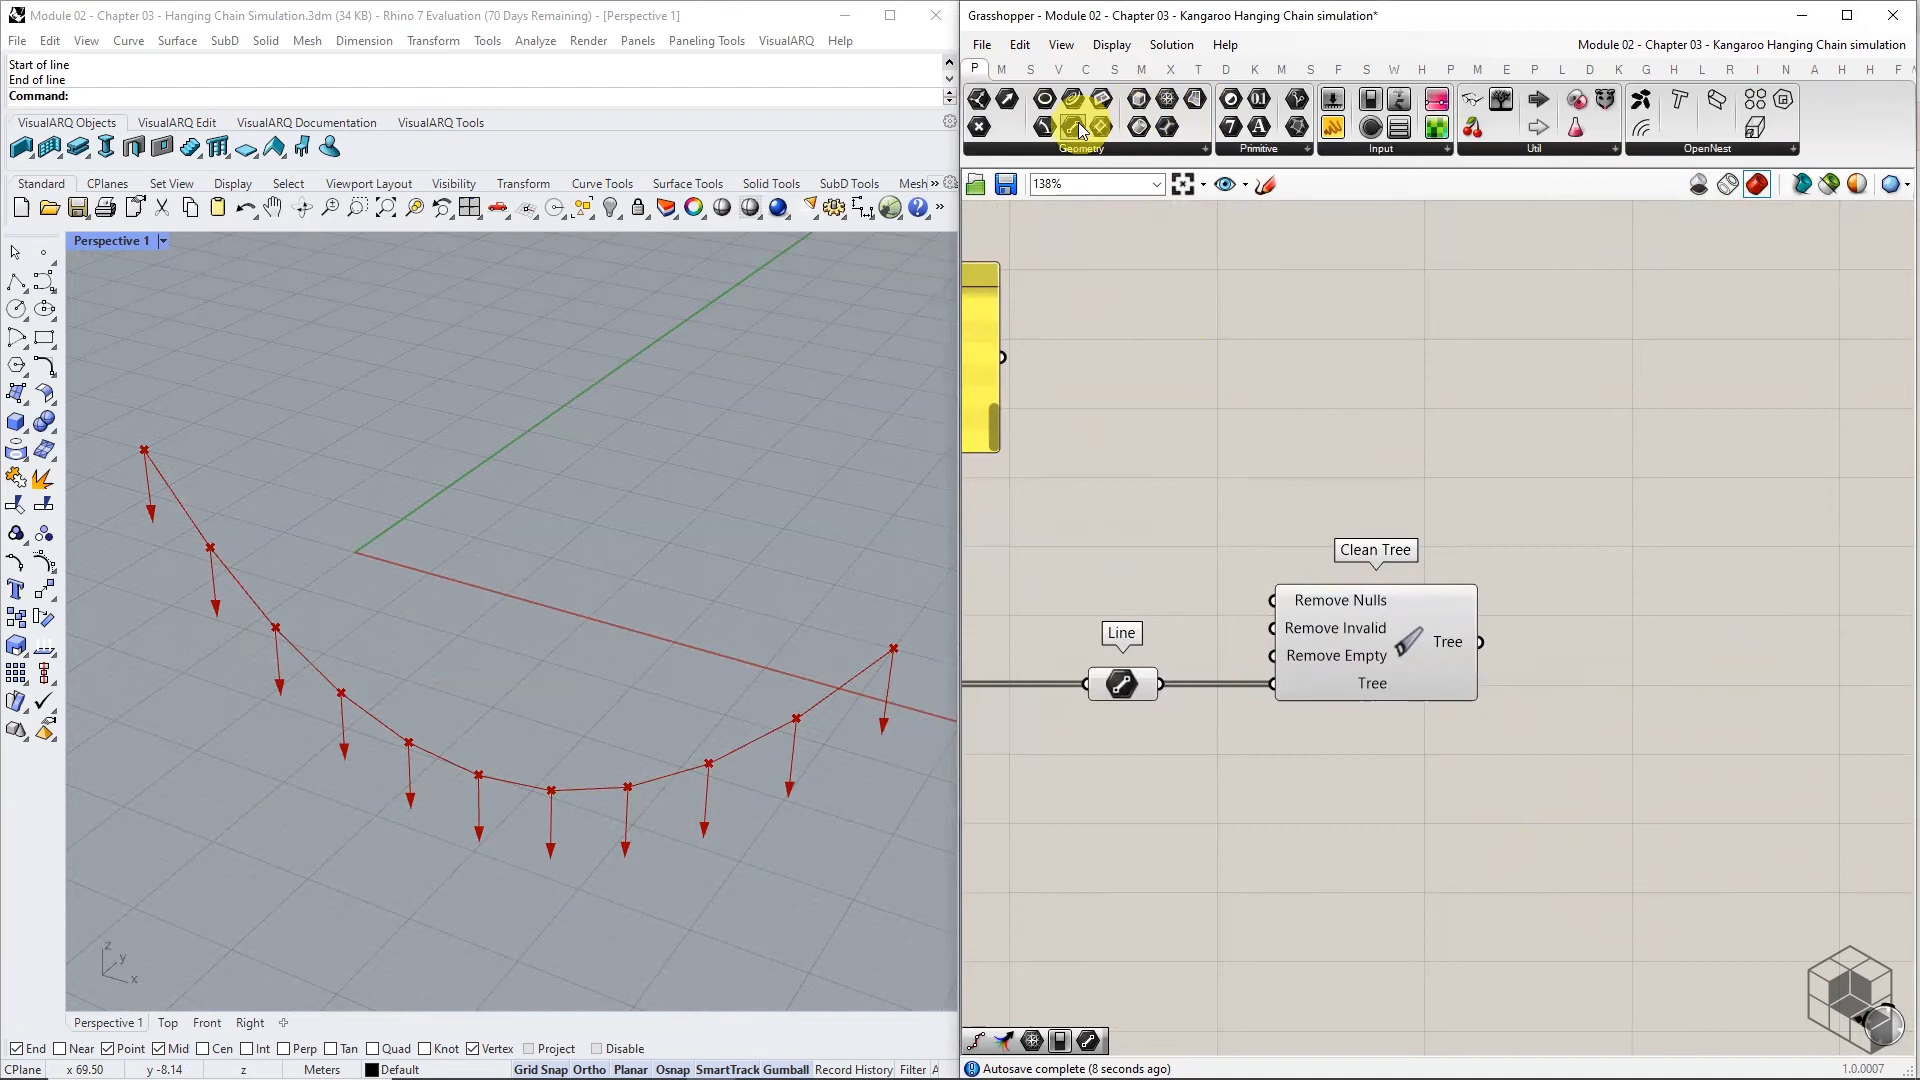 Module 02 - Chapter 03 - Hanging Chain Simulation.3dm (34 KB) - Rhino 7 Evaluation (70 Days Remaining) - [Perspective 1]
File Edit View Curve Surface SubD Solid Mesh Dimension Transform Tools Analyze Render Panels Paneling Tools VisualARQ Help
Start of line
End of line
Command:
VisualARQ Objects VisualARQ Edit VisualARQ Documentation VisualARQ Tools
Standard CPlanes Set View Display Select Viewport Layout Visibility Transform Curve Tools Surface Tools Solid Tools SubD Tools Mesh »
Perspective 1
z
y
x
Perspective 1 Top Front Right
End Near Point Mid Cen Int Perp Tan Quad Knot Vertex Project Disable
CPlane x 69.50 y -8.14 z Meters Default Grid Snap Ortho Planar Osnap SmartTrack Gumball Record History Filter A
Grasshopper - Module 02 - Chapter 03 - Kangaroo Hanging Chain simulation*
File Edit View Display Solution Help
Module 02 - Chapter 03 - Kangaroo Hanging Chain simulation
P M S V C S M X T D K M S F S W H K P M E P L D L H L R I N A H H F
Geometry Primitive Input Util OpenNest
138%
Clean Tree
Remove Nulls
Remove Invalid
Remove Empty
Tree
Tree
Line
Autosave complete (8 seconds ago)
1.0.0007